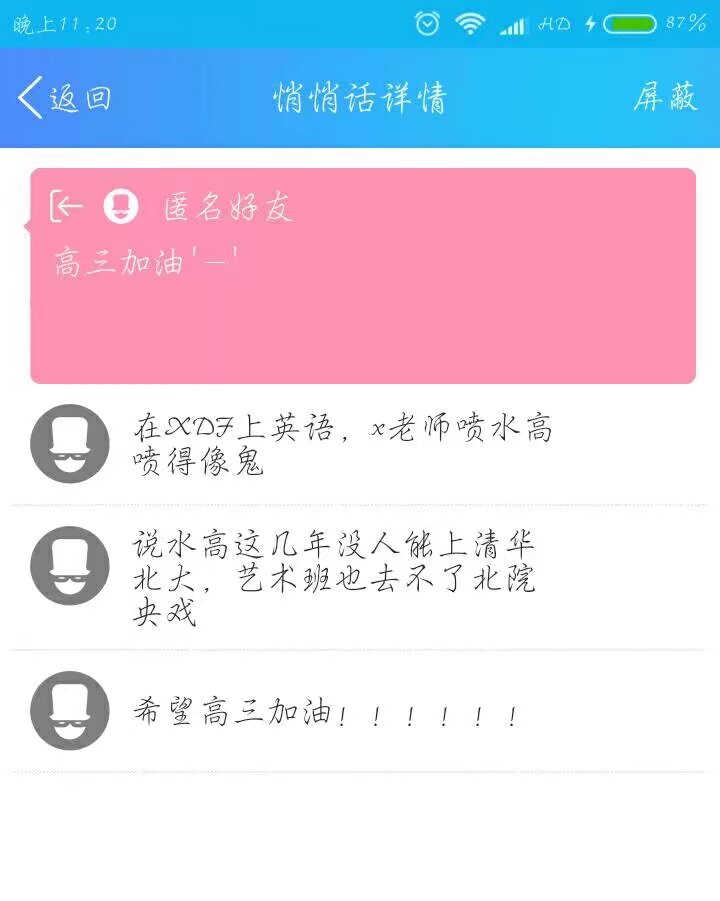 晚上11:20 HD 87%
返回 悄悄话详情 屏蔽
匿名好友
高三加油'-'
在XDF上英语，x老师喷水高
喷得像鬼
说水高这几年没人能上清华
北大，艺术班也去不了北院
央戏
希望高三加油！！！！！！